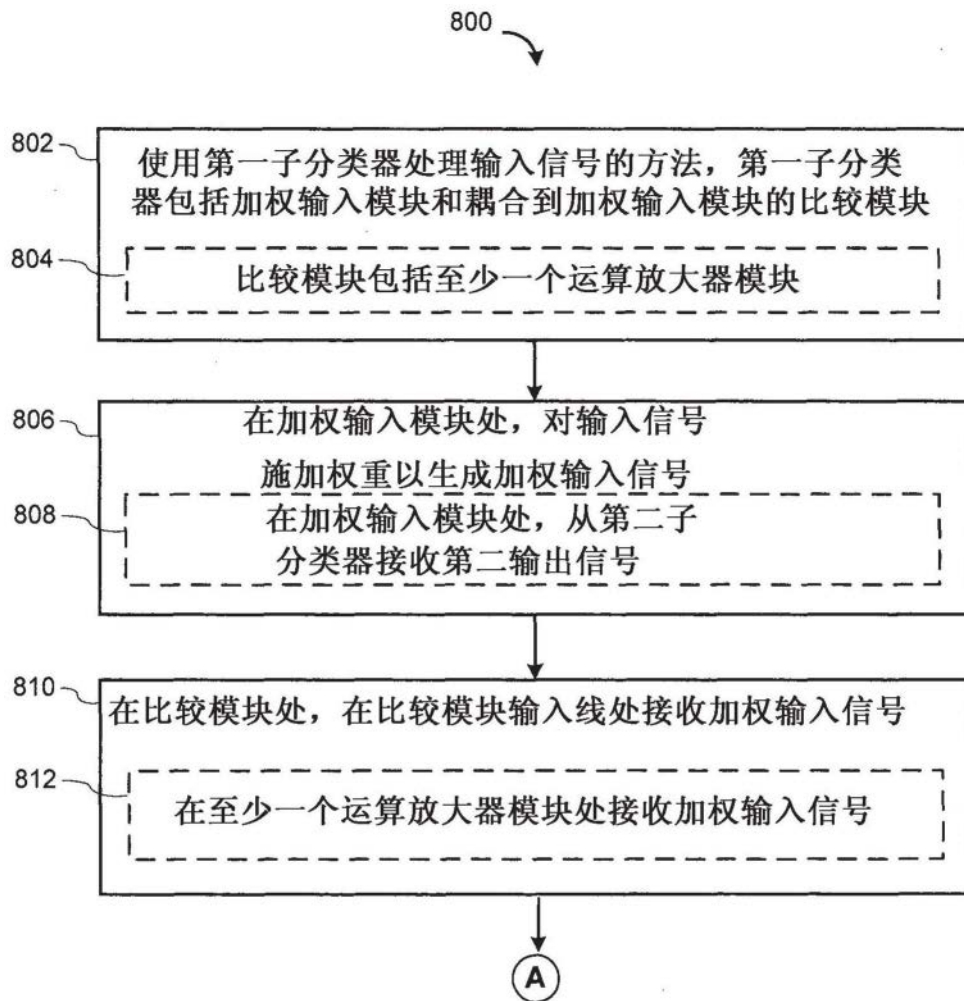 800
802
使用第一子分类器处理输入信号的方法，第一子分类
器包括加权输入模块和耦合到加权输入模块的比较模块
804
比较模块包括至少一个运算放大器模块
806
在加权输入模块处，对输入信号
施加权重以生成加权输入信号
808
在加权输入模块处，从第二子
分类器接收第二输出信号
810
在比较模块处，在比较模块输入线处接收加权输入信号
812
在至少一个运算放大器模块处接收加权输入信号
A